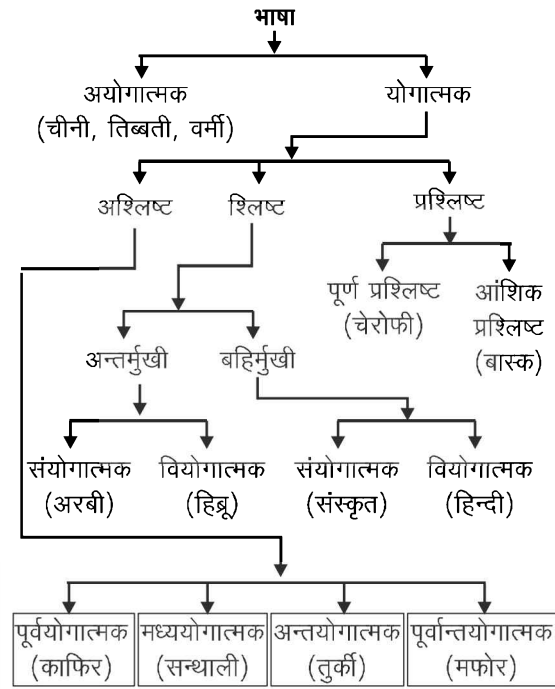 भाषा
अयोगात्मक योगात्मक
(चीनी, तिब्बती, वर्मी)
अश्लिष्ट श्लिष्ट प्रश्लिष्ट
पूर्ण प्रश्लिष्ट आंशिक
(चेरोफी) प्रश्लिष्ट
(बास्क)
अन्तर्मुखी बहिर्मुखी
संयोगात्मक वियोगात्मक संयोगात्मक वियोगात्मक
(अरबी) (हिब्रू) (संस्कृत) (हिन्दी)
पूर्वयोगात्मक मध्ययोगात्मक अन्तयोगात्मक पूर्वान्तयोगात्मक
(काफिर) (सन्थाली) (तुर्की) (मफोर)